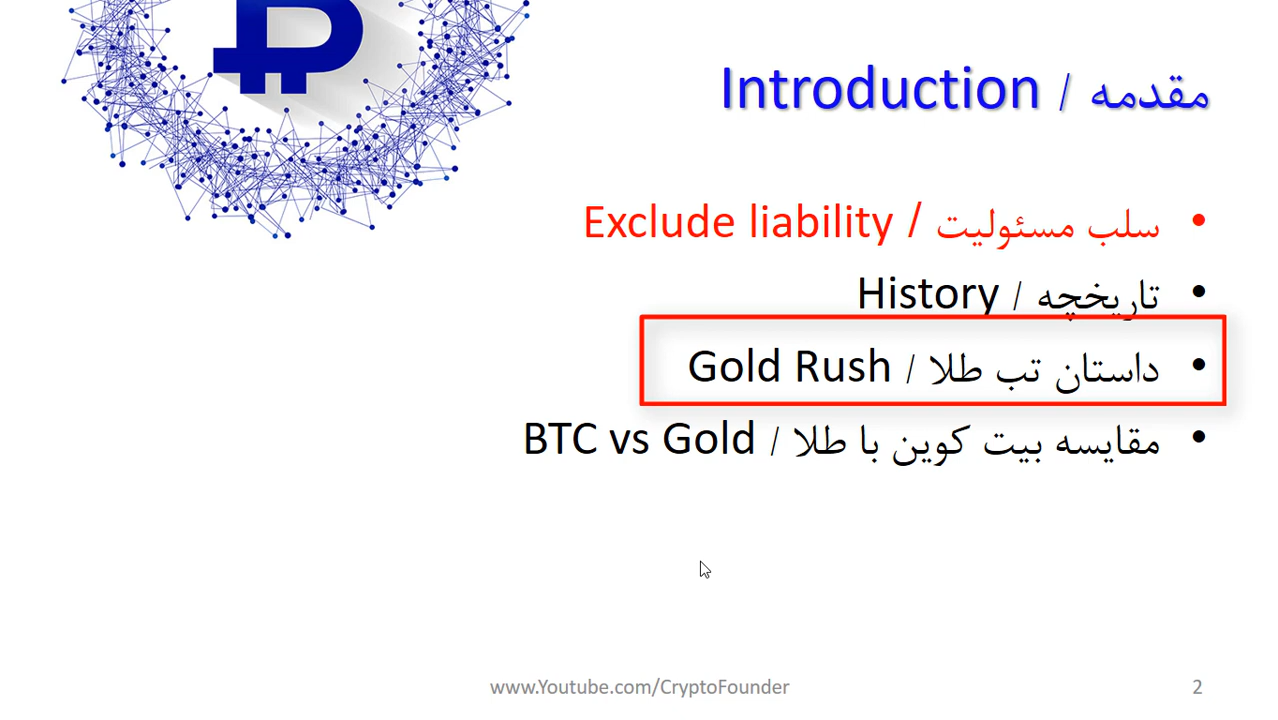 مقدمه / Introduction
• سلب مسئولیت / Exclude liability
• تاریخچه / History
• داستان تب طلا / Gold Rush
• مقایسه بیت کوین با طلا / BTC vs Gold
www.Youtube.com/CryptoFounder
2